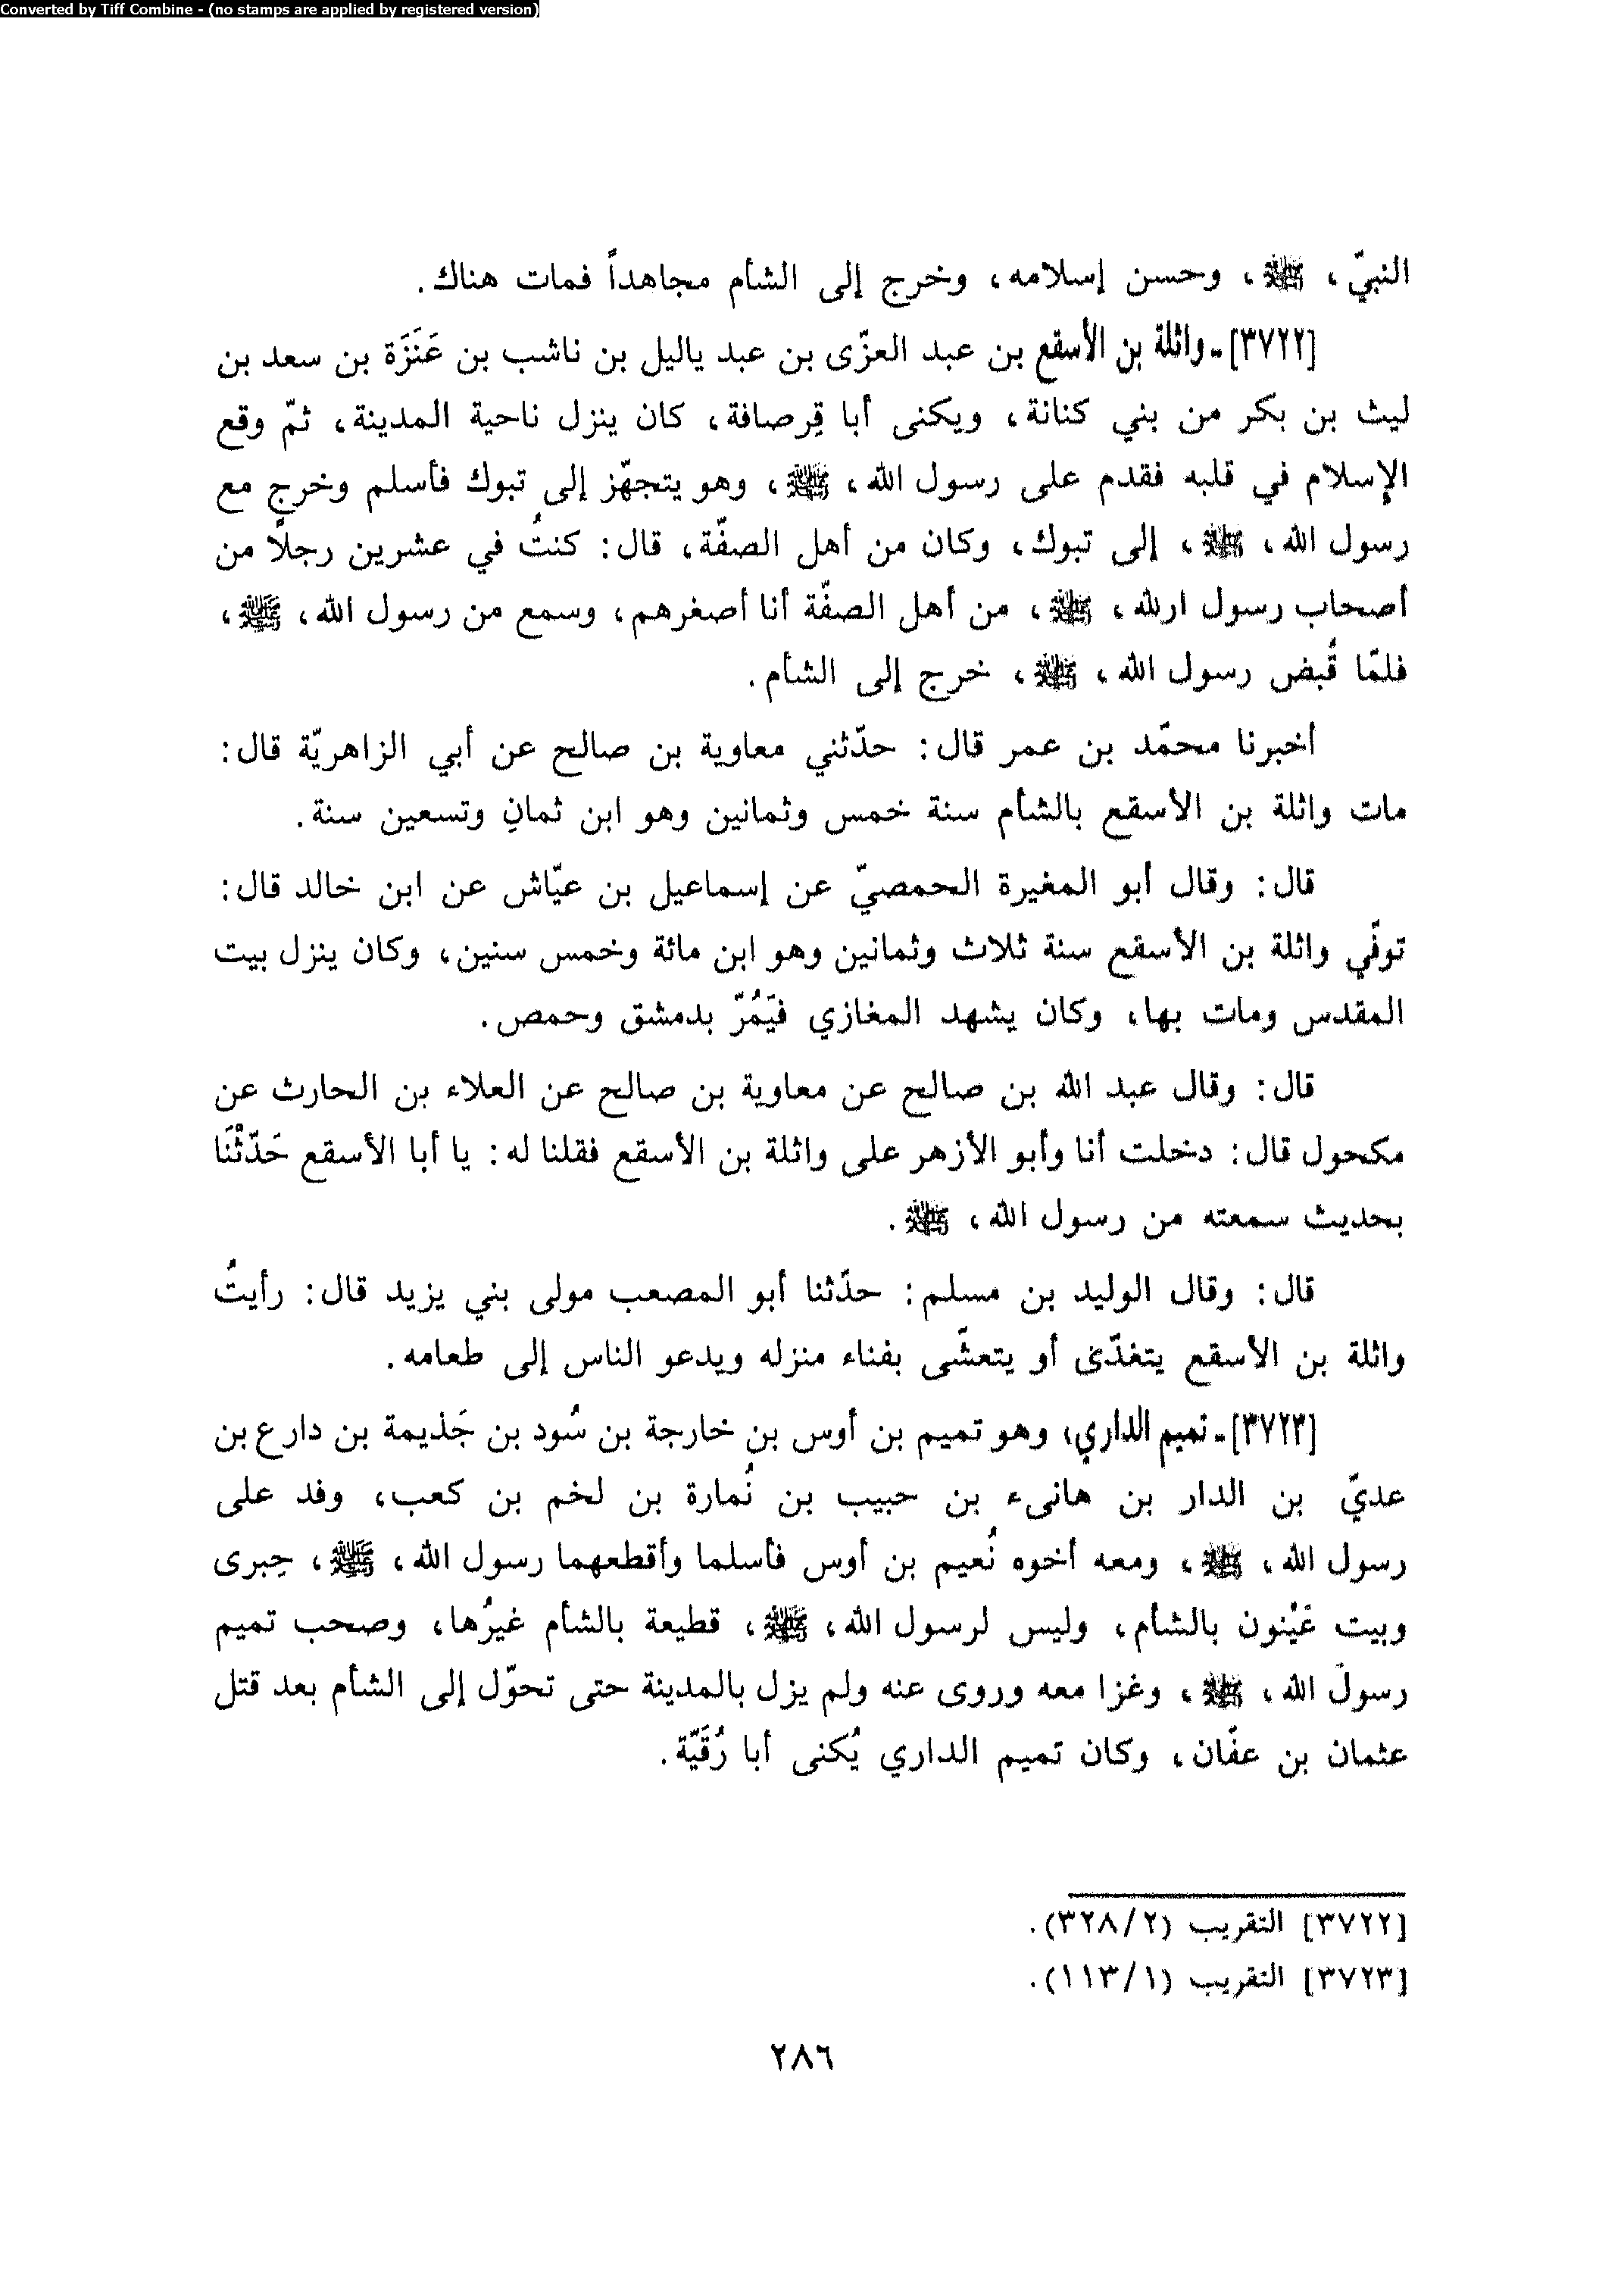 Converted by Tiff Combine - (no stamps are applied by registered version)
النبيّ، ﷺ، وحسن إسلامه، وخرج إلى الشأم مجاهداً فمات هناك.
[٣٧٢٢] - واثلة بن الأسقع بن عبد العزّى بن عبد ياليل بن ناشب بن عَنَزَة بن سعد بن
ليث بن بكر من بني كنانة، ويكنى أبا قِرصافة، كان ينزل ناحية المدينة، ثمّ وقع
الإسلام في قلبه فقدم على رسول الله، ﷺ، وهو يتجهّز إلى تبوك فأسلم وخرج مع
رسول الله، ﷺ، إلى تبوك، وكان من أهل الصفّة، قال: كنتُ في عشرين رجلًا من
أصحاب رسول ارلله، ﷺ، من أهل الصفّة أنا أصغرهم، وسمع من رسول الله، ﷺ،
فلمّا قُبض رسول الله، ﷺ، خرج إلى الشأم.
أخبرنا محمّد بن عمر قال: حدّثني معاوية بن صالح عن أبي الزاهريّة قال:
مات واثلة بن الأسقع بالشأم سنة خمس وثمانين وهو ابن ثمانِ وتسعين سنة.
قال: وقال أبو المغيرة الحمصيّ عن إسماعيل بن عيّاش عن ابن خالد قال:
توفّي واثلة بن الأسقع سنة ثلاث وثمانين وهو ابن مائة وخمس سنين، وكان ينزل بيت
المقدس ومات بها، وكان يشهد المغازي فيَمُرّ بدمشق وحمص.
قال: وقال عبد الله بن صالح عن معاوية بن صالح عن العلاء بن الحارث عن
مكحول قال: دخلت أنا وأبو الأزهر على واثلة بن الأسقع فقلنا له: يا أبا الأسقع حَدّثْنَا
بحديث سمعته من رسول الله، ﷺ.
قال: وقال الوليد بن مسلم: حدّثنا أبو المصعب مولى بني يزيد قال: رأيتُ
واثلة بن الأسقع يتغدّى أو يتعشّى بفناء منزله ويدعو الناس إلى طعامه.
[٣٧٢٣] - تميم الداري، وهو تميم بن أوس بن خارجة بن سُود بن جَذيمة بن دارع بن
عديّ بن الدار بن هانىء بن حبيب بن نُمارة بن لخم بن كعب، وفد على
رسول الله، ﷺ، ومعه أخوه نُعيم بن أوس فأسلما وأقطعهما رسول الله، ﷺ، حِبرى
وبيت عَيْنون بالشأم، وليس لرسول الله، ﷺ، قطيعة بالشأم غيرُها، وصحب تميم
رسولَ الله، ﷺ، وغزا معه وروى عنه ولم يزل بالمدينة حتى تحوّل إلى الشأم بعد قتل
عثمان بن عفّان، وكان تميم الداري يُكنى أبا رُقَيّة.
[٣٧٢٢] التقريب (٣٢٨/٢).
[٣٧٢٣] التقريب (١١٣/١).
٢٨٦